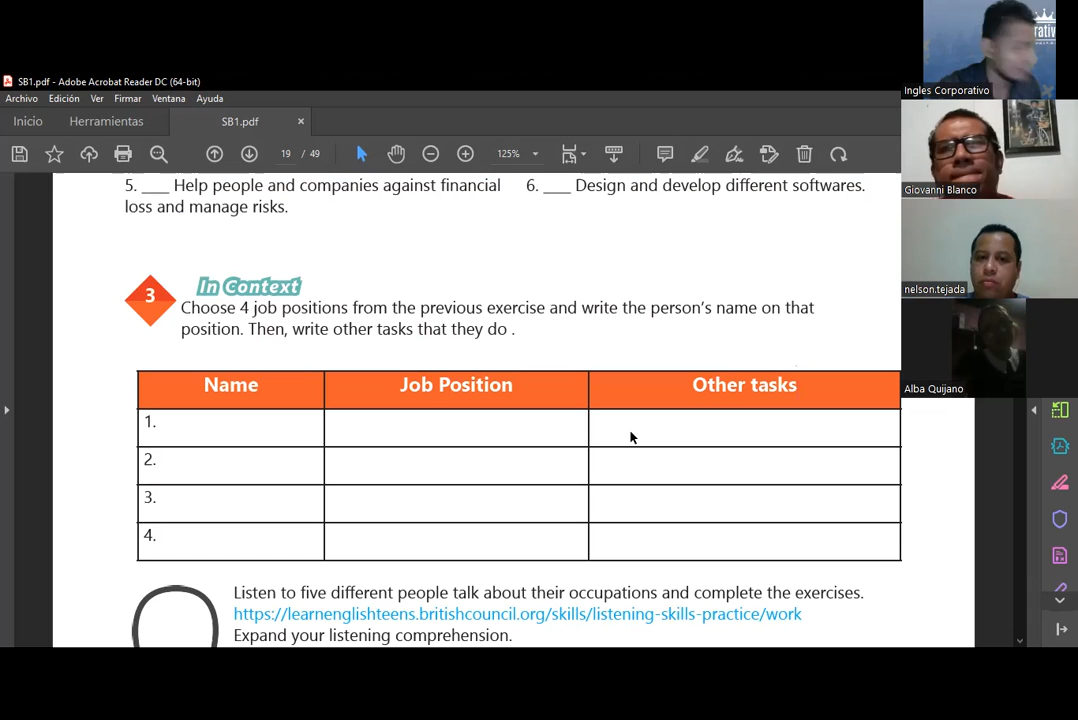 SB1.pdf - Adobe Acrobat Reader DC (64-bit)
Archivo Edición Ver Firmar Ventana Ayuda
Inicio Herramientas SB1.pdf ×
19 / 49 125%
5. ___ Help people and companies against financial
loss and manage risks.
6. ___ Design and develop different softwares.
3
In Context
Choose 4 job positions from the previous exercise and write the person's name on that
position. Then, write other tasks that they do .
Name Job Position Other tasks
1.
2.
3.
4.
Listen to five different people talk about their occupations and complete the exercises.
https://learnenglishteens.britishcouncil.org/skills/listening-skills-practice/work
Expand your listening comprehension.
Ingles Corporativo
Giovanni Blanco
nelson.tejada
Alba Quijano